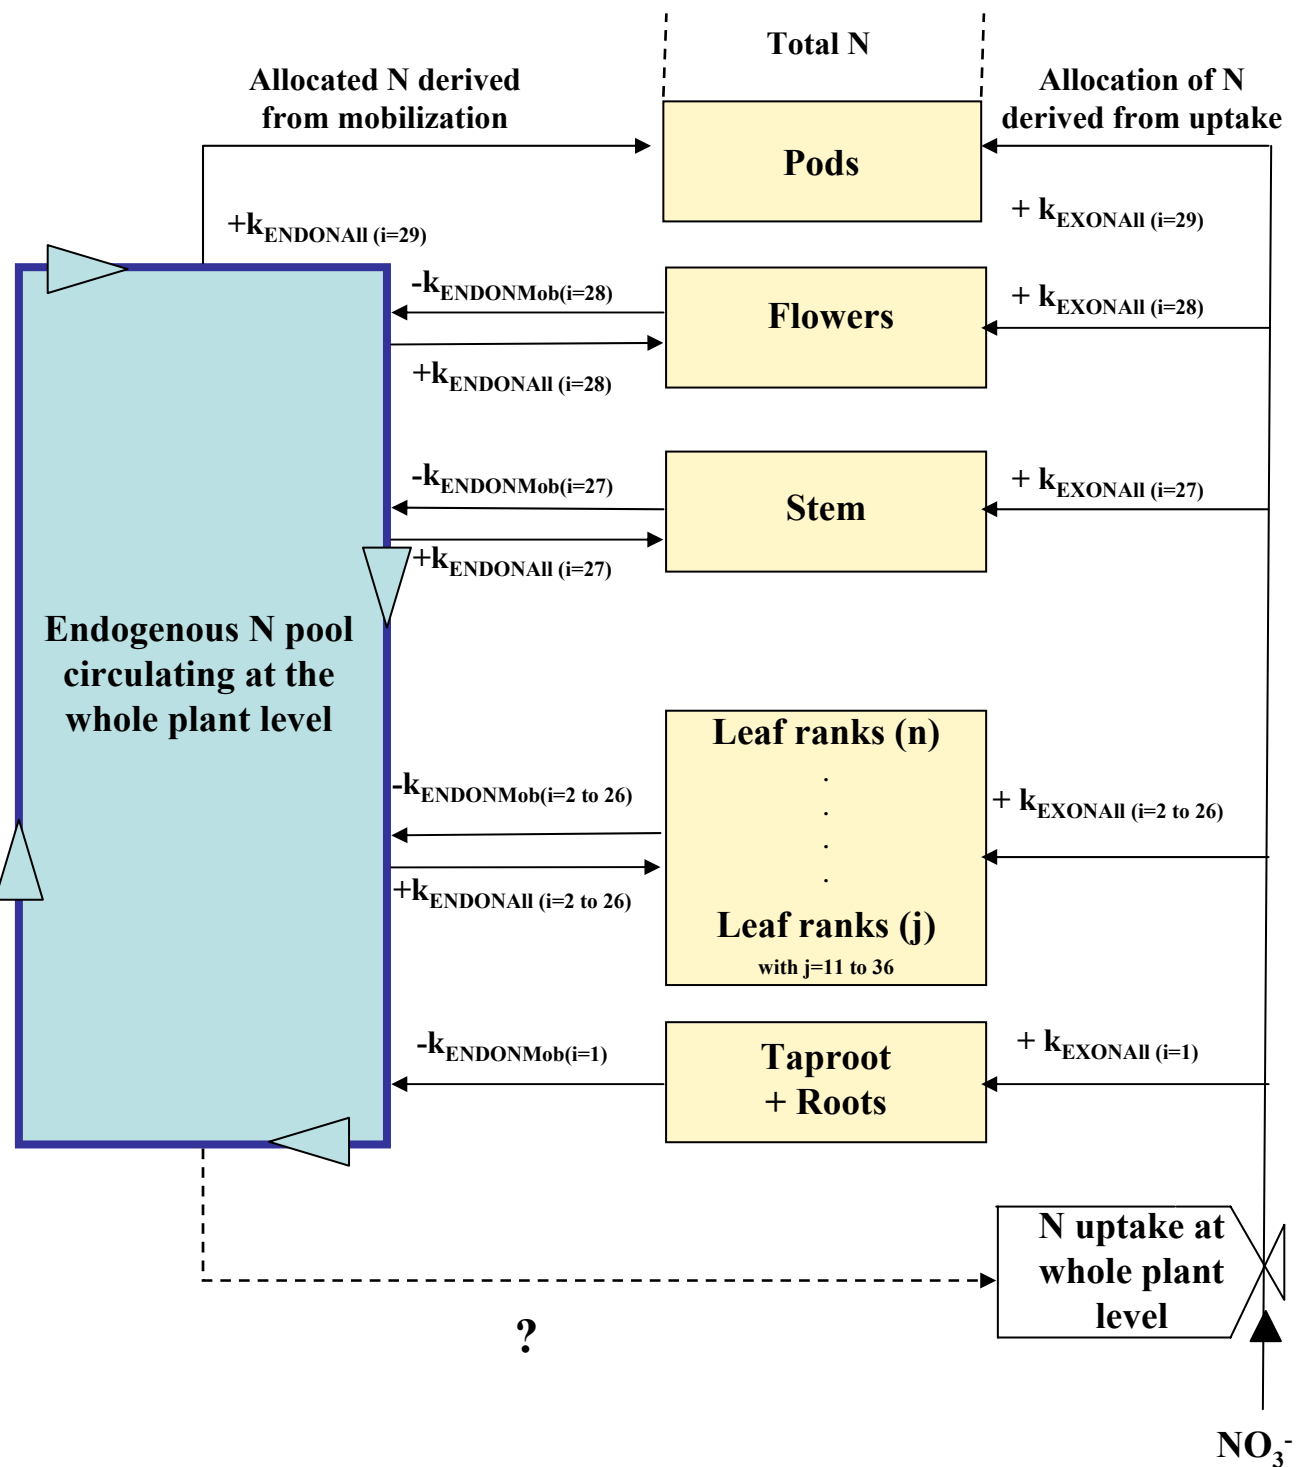 Total N
Allocated N derived
from mobilization
Allocation of N
derived from uptake
Pods
+kENDONAll (i=29)
+ kEXONAll (i=29)
-kENDONMob(i=28)
Flowers
+ kEXONAll (i=28)
+kENDONAll (i=28)
-kENDONMob(i=27)
Stem
+ kEXONAll (i=27)
+kENDONAll (i=27)
Endogenous N pool
circulating at the
whole plant level
Leaf ranks (n)
.
.
.
.
Leaf ranks (j)
with j=11 to 36
-kENDONMob(i=2 to 26)
+ kEXONAll (i=2 to 26)
+kENDONAll (i=2 to 26)
-kENDONMob(i=1)
Taproot
+ Roots
+ kEXONAll (i=1)
N uptake at
whole plant
level
?
NO3-